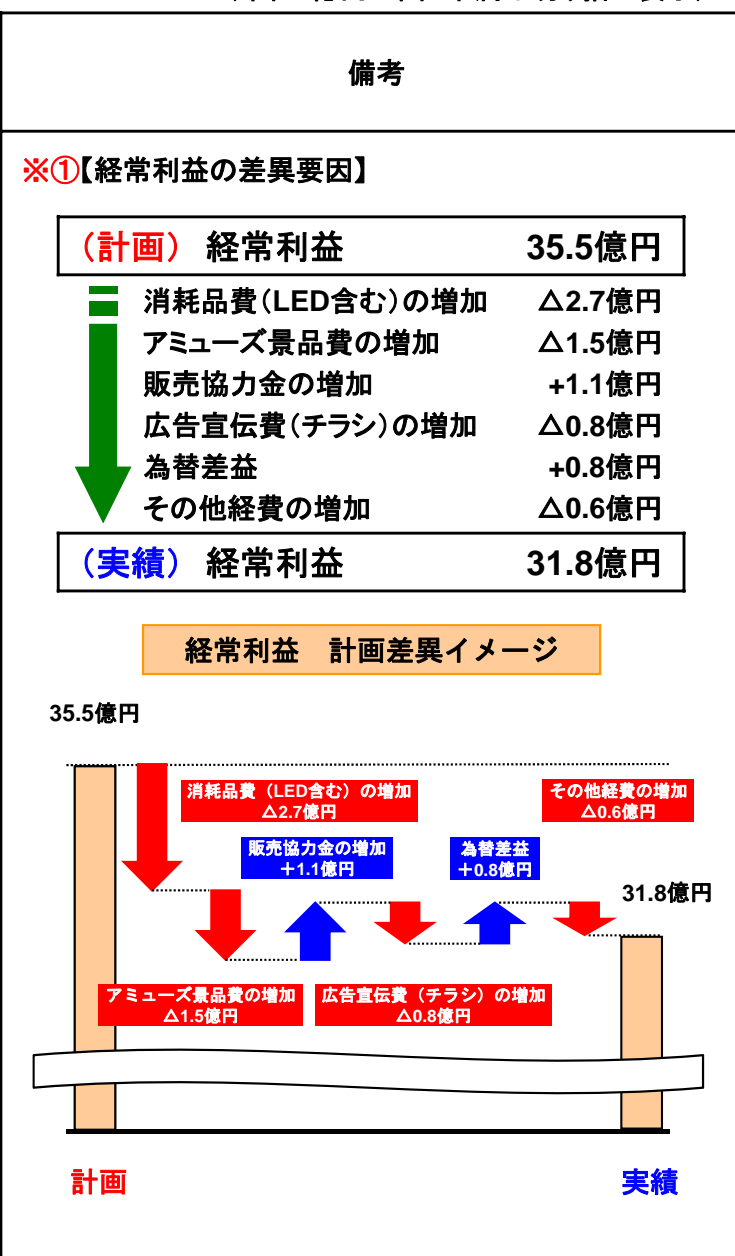 備考
※①【経常利益の差異要因】
（計画） 経常利益 35.5億円
消耗品費（LED含む）の増加 △2.7億円
アミューズ景品費の増加 △1.5億円
販売協力金の増加 +1.1億円
広告宣伝費（チラシ）の増加 △0.8億円
為替差益 +0.8億円
その他経費の増加 △0.6億円
（実績） 経常利益 31.8億円
経常利益　計画差異イメージ
35.5億円
消耗品費（LED含む）の増加
△2.7億円
その他経費の増加
△0.6億円
販売協力金の増加
＋1.1億円
為替差益
＋0.8億円
31.8億円
アミューズ景品費の増加
△1.5億円
広告宣伝費（チラシ）の増加
△0.8億円
計画
実績